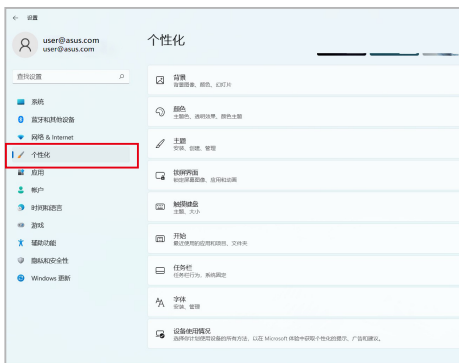 设置
user@asus.com
user@asus.com
个性化
查找设置
系统
蓝牙和其他设备
网络 & Internet
个性化
应用
帐户
时间和语言
游戏
辅助功能
隐私和安全性
Windows 更新
背景
背景图像、颜色、幻灯片
颜色
主题色、透明效果、颜色主题
主题
安装、创建、管理
锁屏界面
锁定屏幕图像、应用和动画
触摸键盘
主题、大小
开始
最近使用的应用和项目、文件夹
任务栏
任务栏行为、系统固定
字体
安装、管理
设备使用情况
选择你计划使用设备的所有方法，以在 Microsoft 体验中获取个性化的提示、广告和建议。